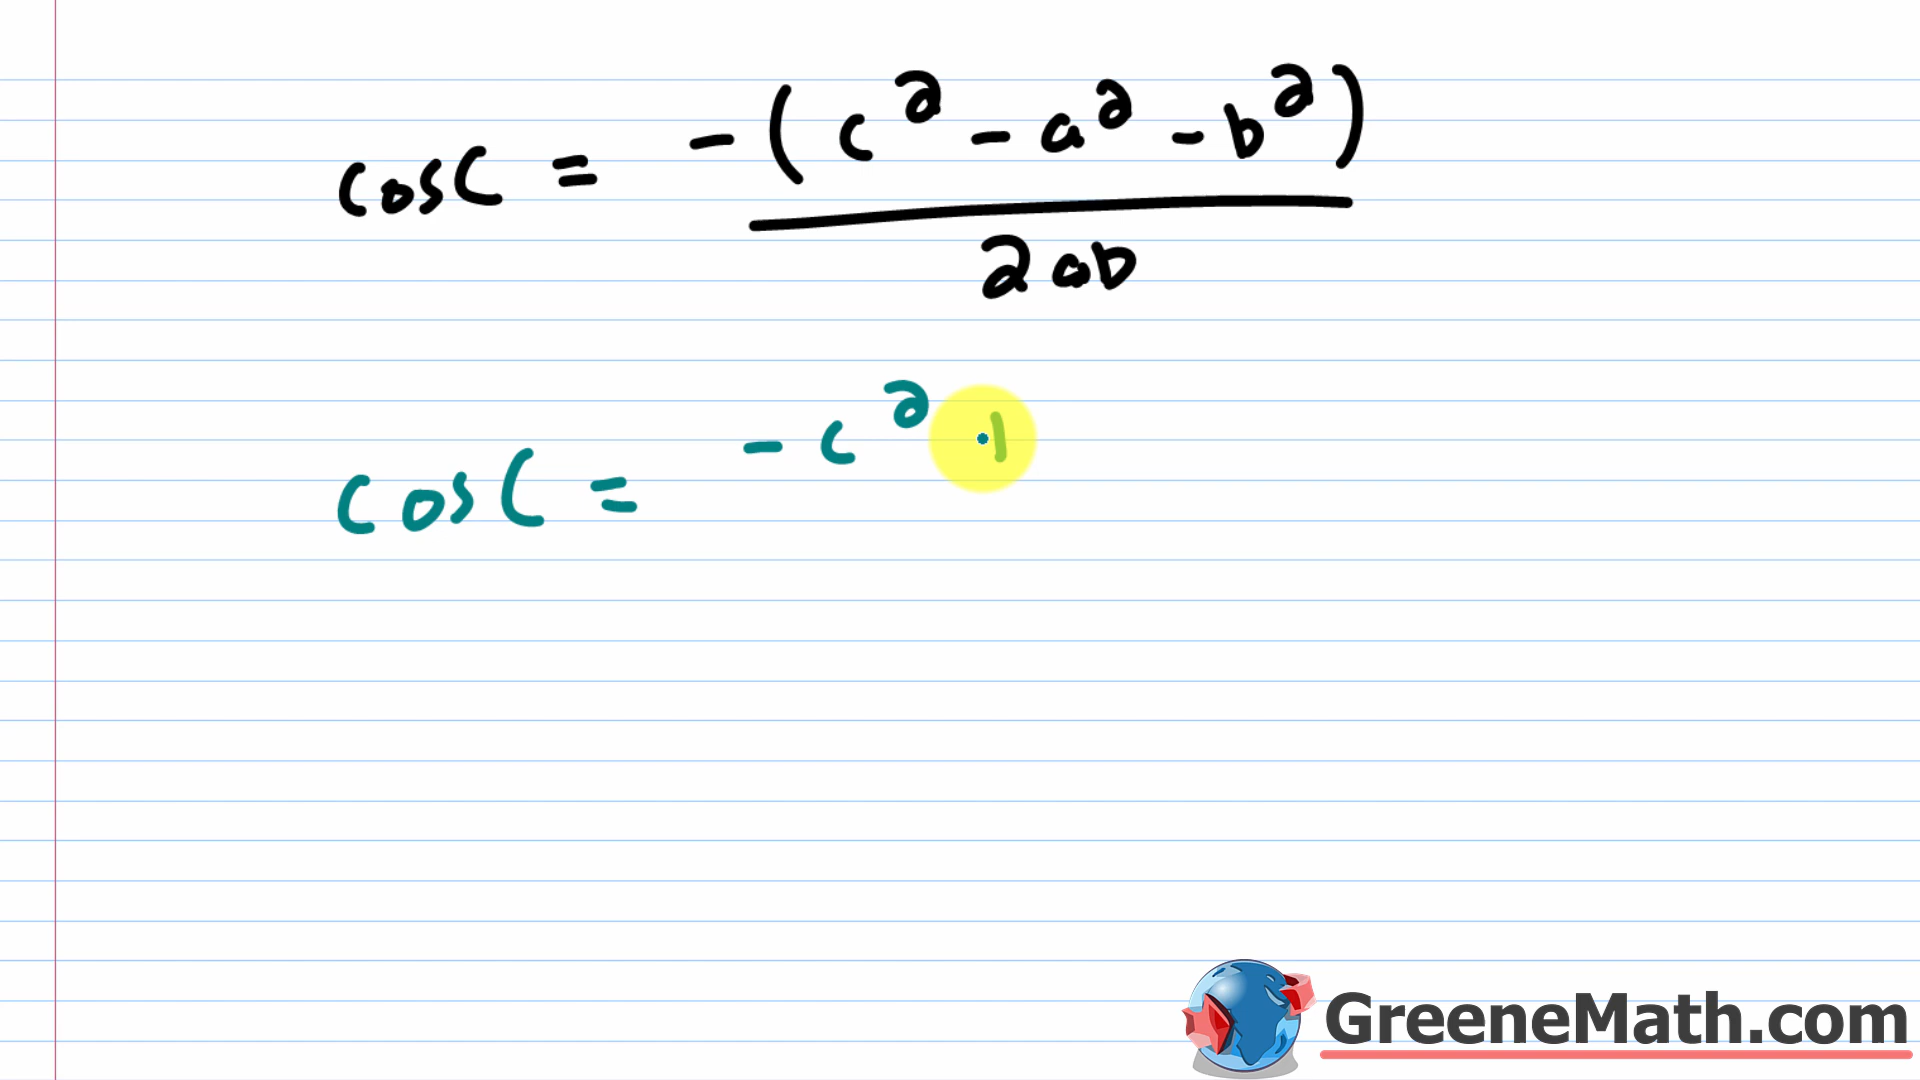 cosC = -(c² - a² - b²)
2ab
cosC = -c²
GreeneMath.com